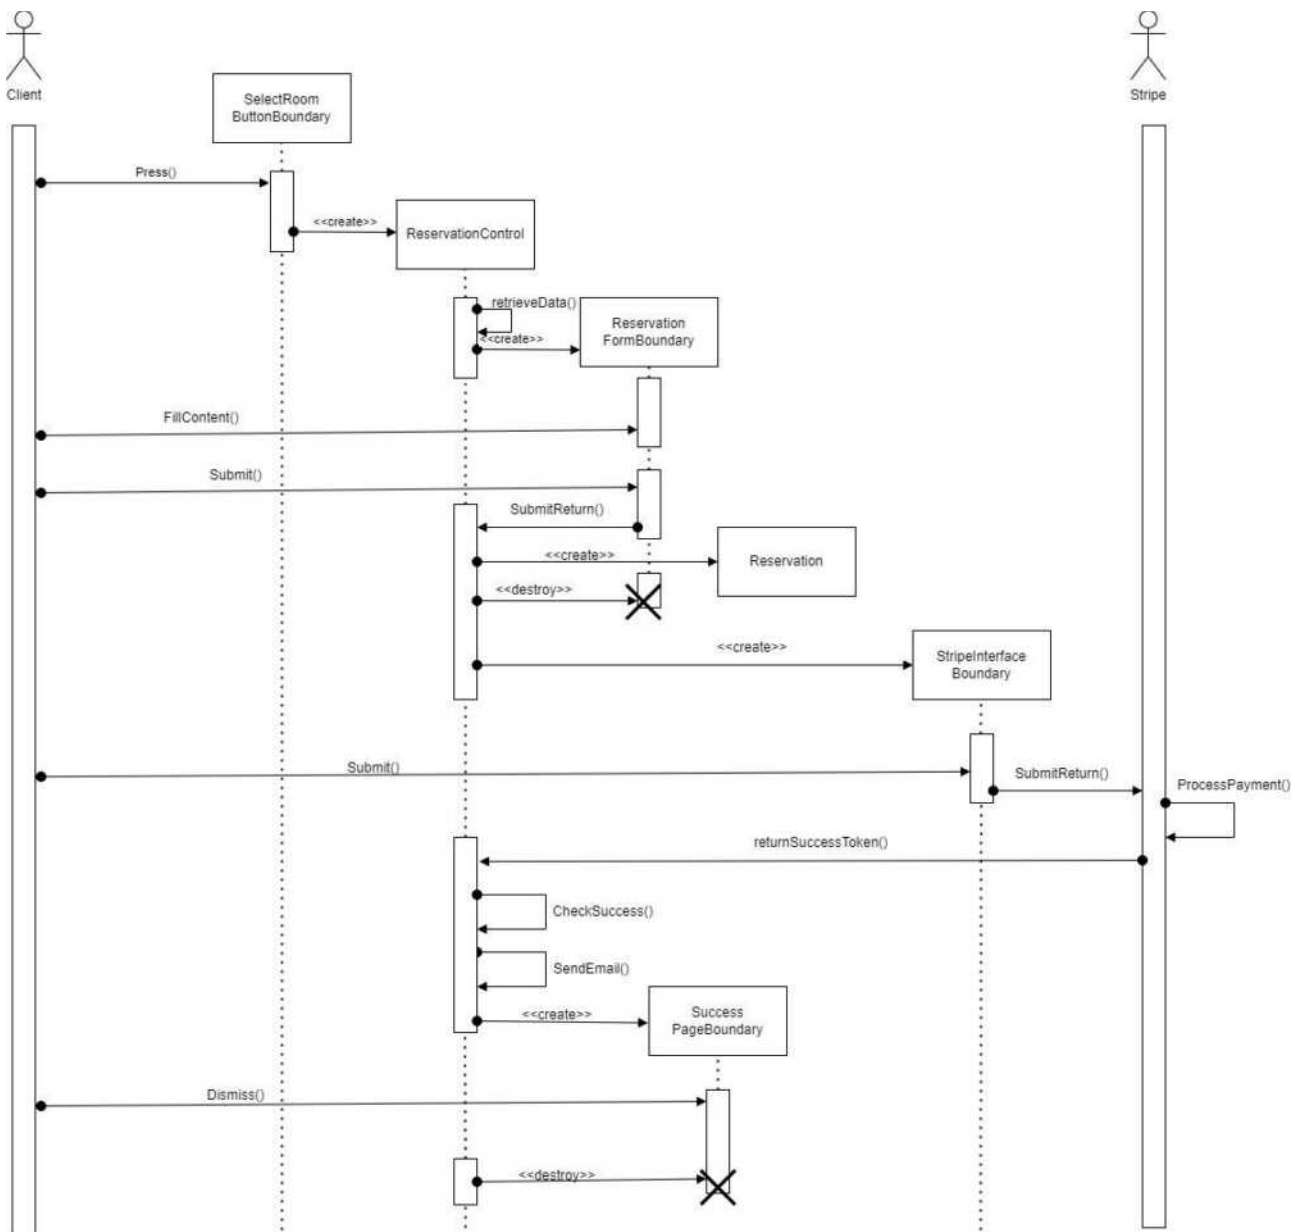 Client
Stripe
SelectRoom
ButtonBoundary
Press()
<<create>>
ReservationControl
retrieveData()
<<create>>
Reservation
FormBoundary
FillContent()
Submit()
SubmitReturn()
<<create>>
Reservation
<<destroy>>
<<create>>
StripeInterface
Boundary
Submit()
SubmitReturn()
ProcessPayment()
returnSuccessToken()
CheckSuccess()
SendEmail()
<<create>>
Success
PageBoundary
Dismiss()
<<destroy>>